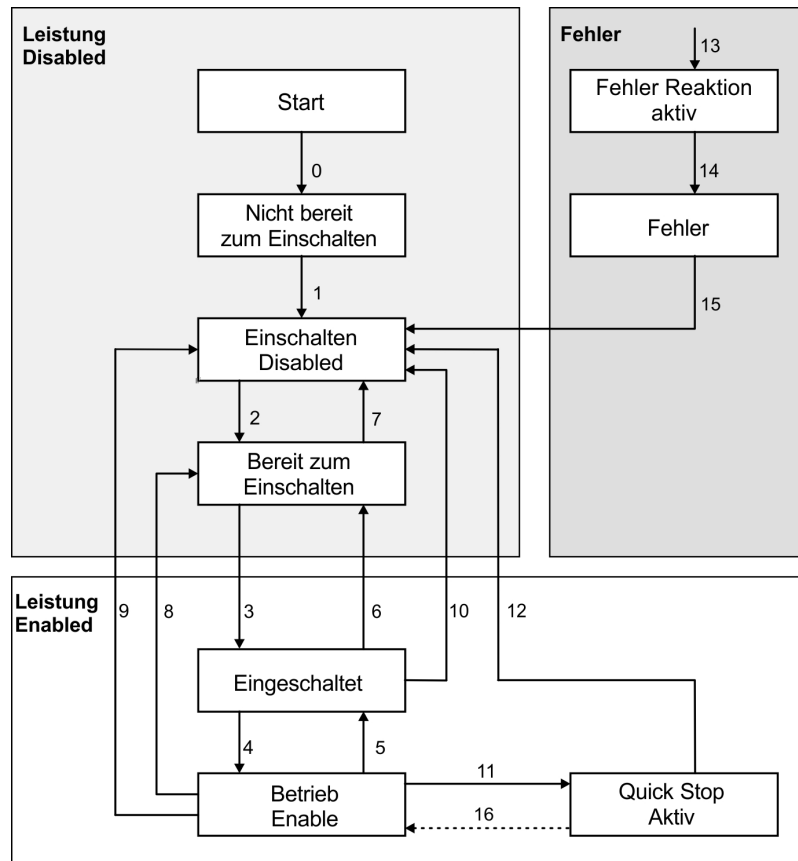 Leistung
Disabled
Start
0
Nicht bereit
zum Einschalten
1
Einschalten
Disabled
2
7
Bereit zum
Einschalten
Fehler
13
Fehler Reaktion
aktiv
14
Fehler
15
Leistung
Enabled
9
8
3
6
10
12
Eingeschaltet
4
5
Betrieb
Enable
11
16
Quick Stop
Aktiv